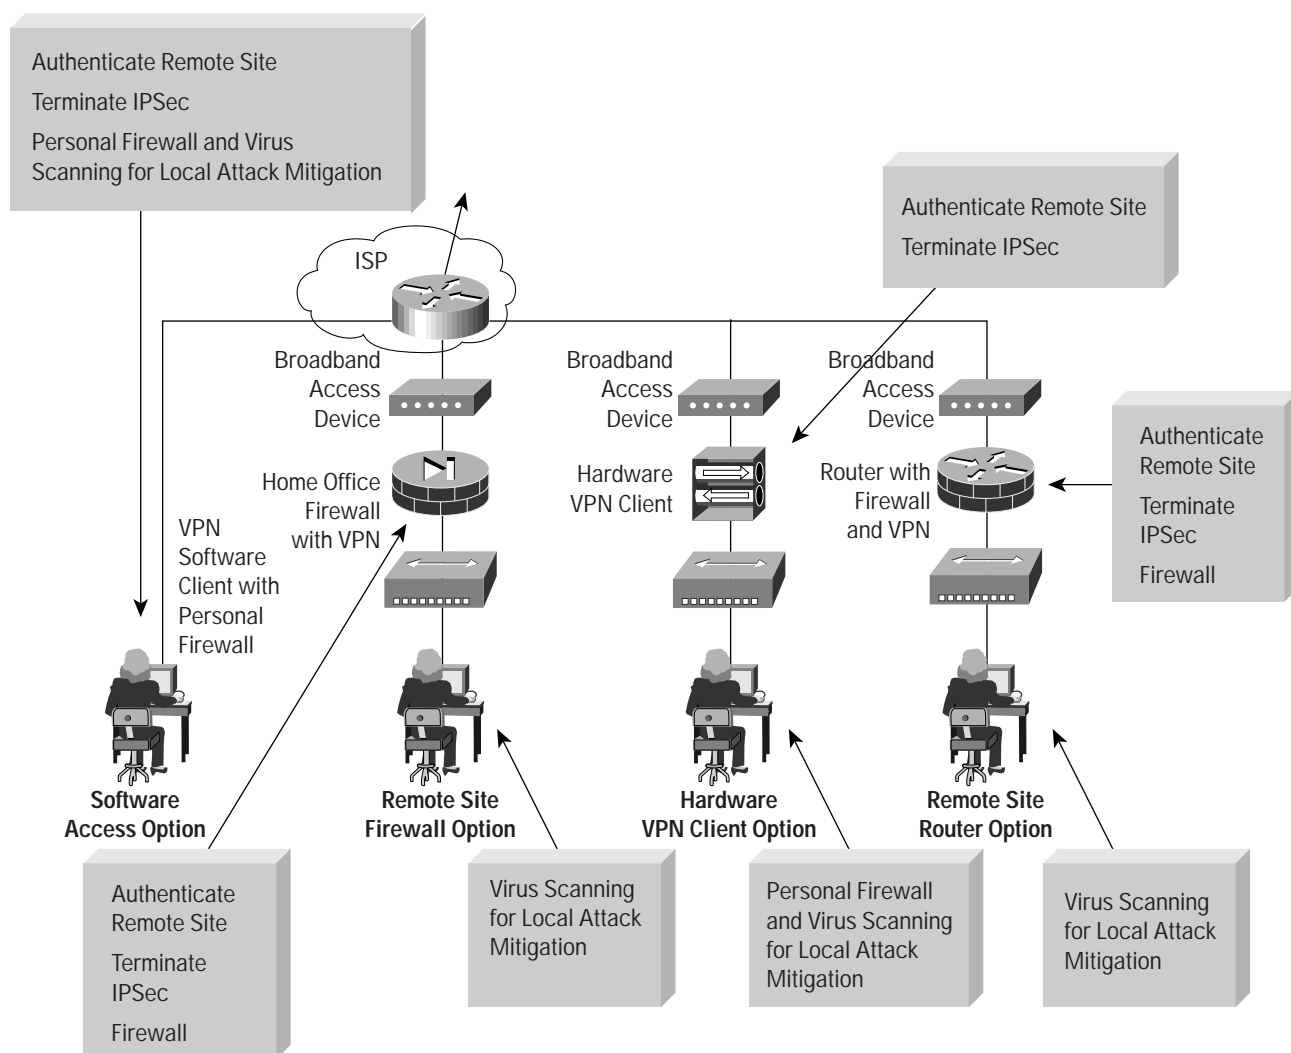 Authenticate Remote Site
Terminate IPSec
Personal Firewall and Virus
Scanning for Local Attack Mitigation
Authenticate Remote Site
Terminate IPSec
ISP
Broadband
Access
Device
Broadband
Access
Device
Broadband
Access
Device
Authenticate
Remote Site
Terminate
IPSec
Firewall
Home Office
Firewall
with VPN
Hardware
VPN Client
Router with
Firewall
and VPN
VPN
Software
Client with
Personal
Firewall
Software
Access Option
Remote Site
Firewall Option
Hardware
VPN Client Option
Remote Site
Router Option
Authenticate
Remote Site
Terminate
IPSec
Firewall
Virus Scanning
for Local Attack
Mitigation
Personal Firewall
and Virus Scanning
for Local Attack
Mitigation
Virus Scanning
for Local Attack
Mitigation